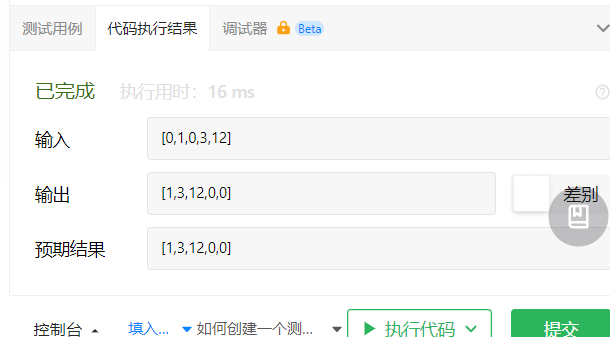 测试用例 代码执行结果 调试器 Beta
已完成 执行用时：16 ms
输入 [0,1,0,3,12]
输出 [1,3,12,0,0] 差别
预期结果 [1,3,12,0,0]
控制台 填入... 如何创建一个测... 执行代码 提交